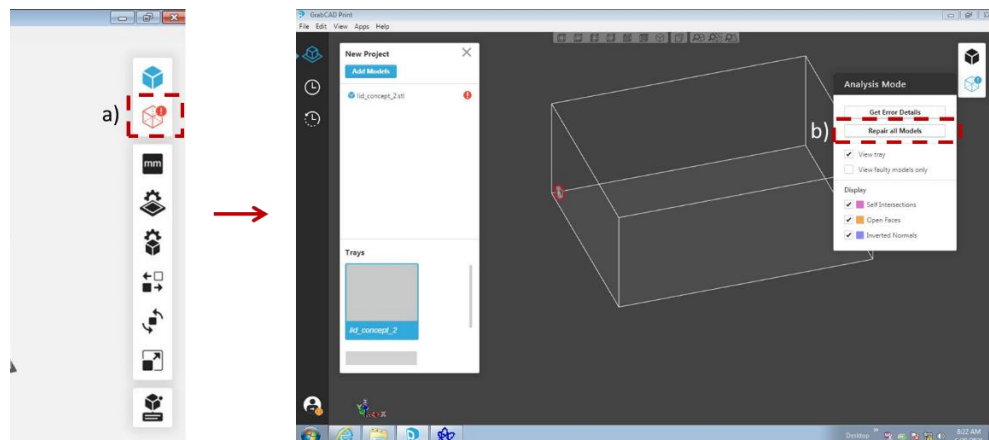 a)
mm
GrabCAD Print
File Edit View Apps Help
New Project
Add Models
lid_concept_2.stl
Trays
lid_concept_2
Analysis Mode
Get Error Details
b)
Repair all Models
View tray
View faulty models only
Display
Self Intersections
Open Faces
Inverted Normals
Desktop
8:22 AM